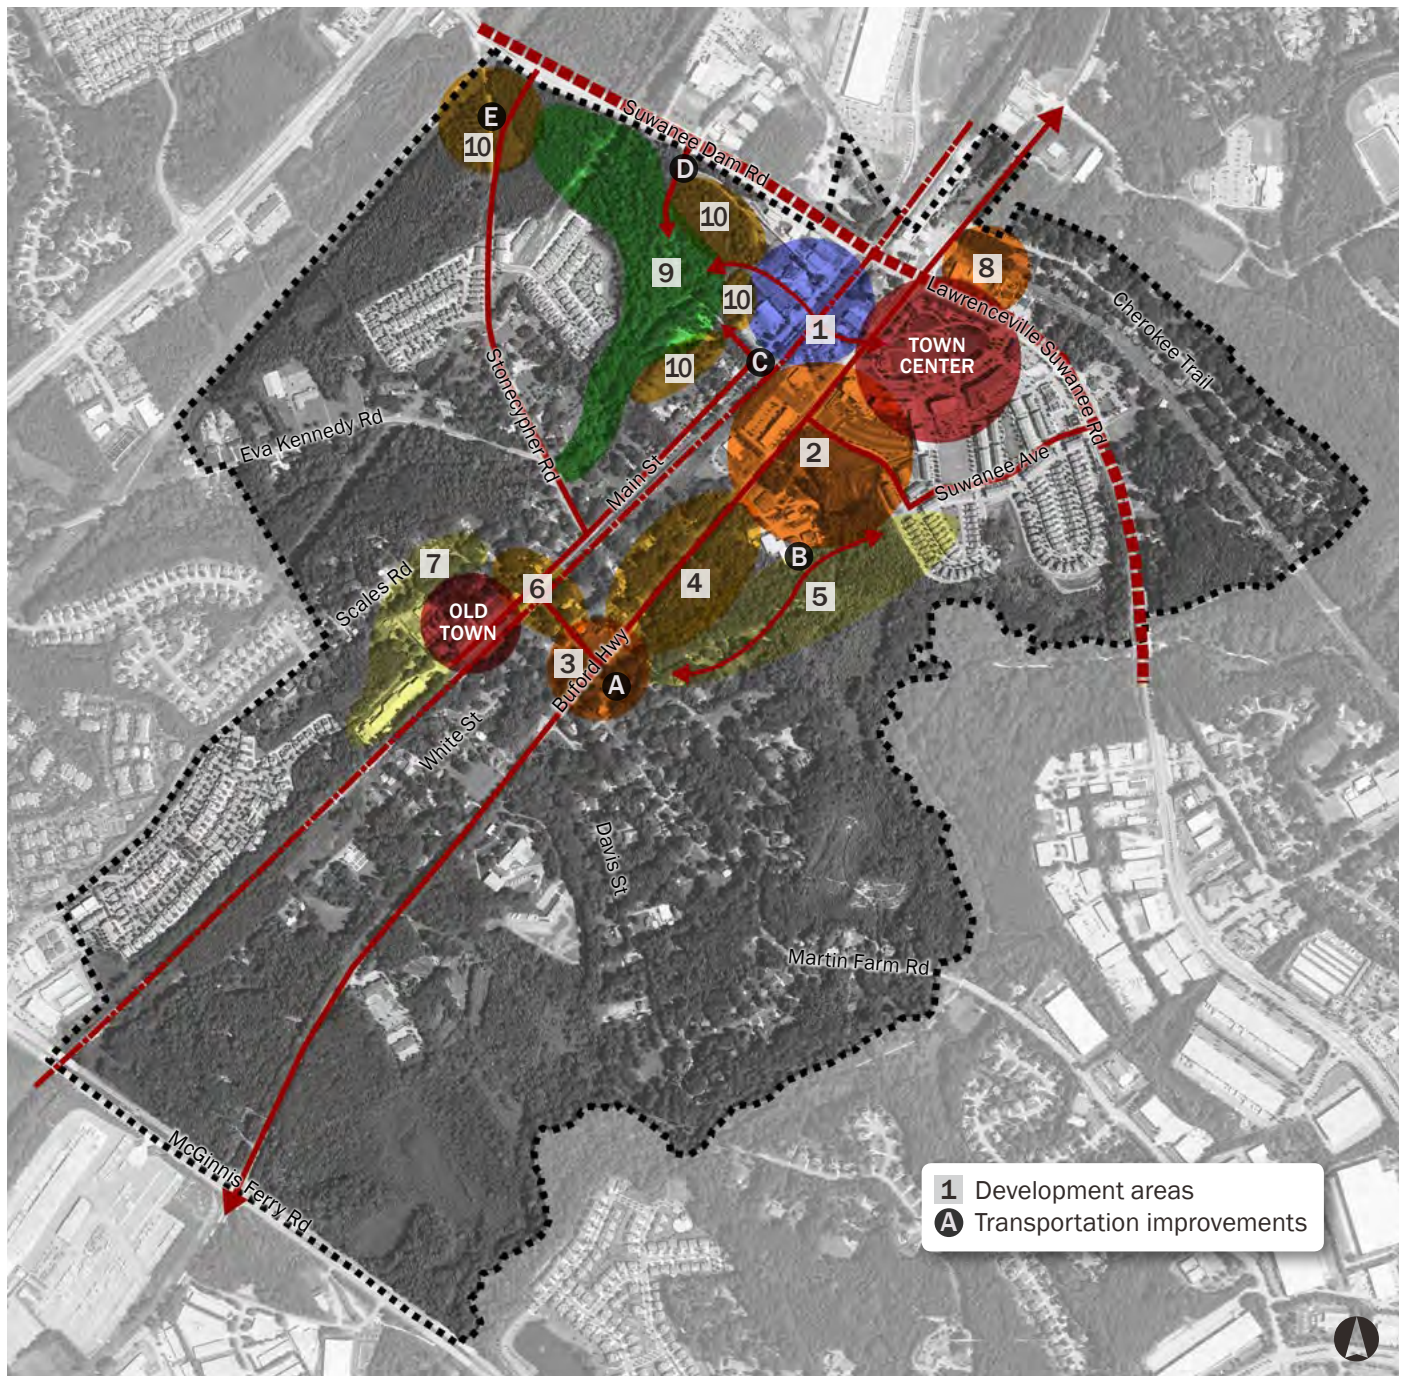 E
10
Suwanee Dam Rd
D
10
9
8
10
1
Lawrenceville Suwanee Rd
Cherokee Trail
TOWN
CENTER
C
10
Stonecypher Rd
Eva Kennedy Rd
2
Main St
Suwanee Ave
B
7
Scales Rd
6
4
5
OLD
TOWN
3
Buford Hwy
A
White St
Davis St
Martin Farm Rd
McGinnis Ferry Rd
1 Development areas
A Transportation improvements